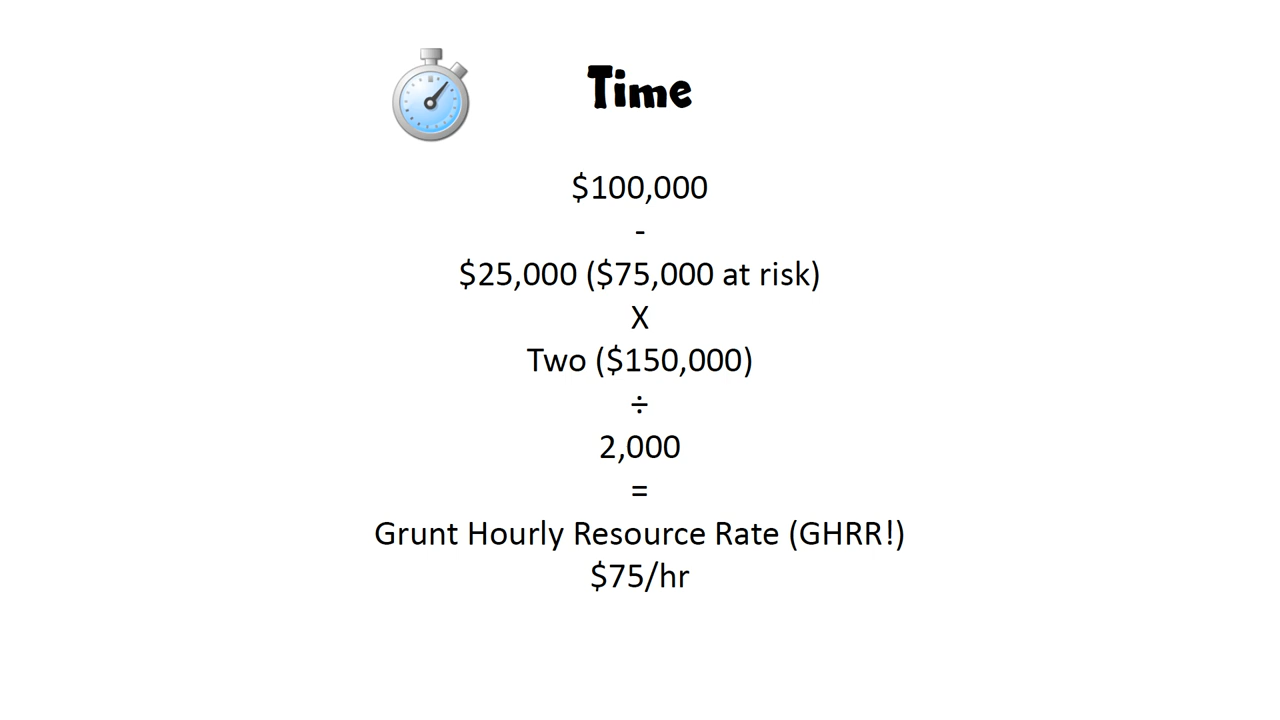 Time
$100,000
-
$25,000 ($75,000 at risk)
X
Two ($150,000)
÷
2,000
=
Grunt Hourly Resource Rate (GHRR!)
$75/hr